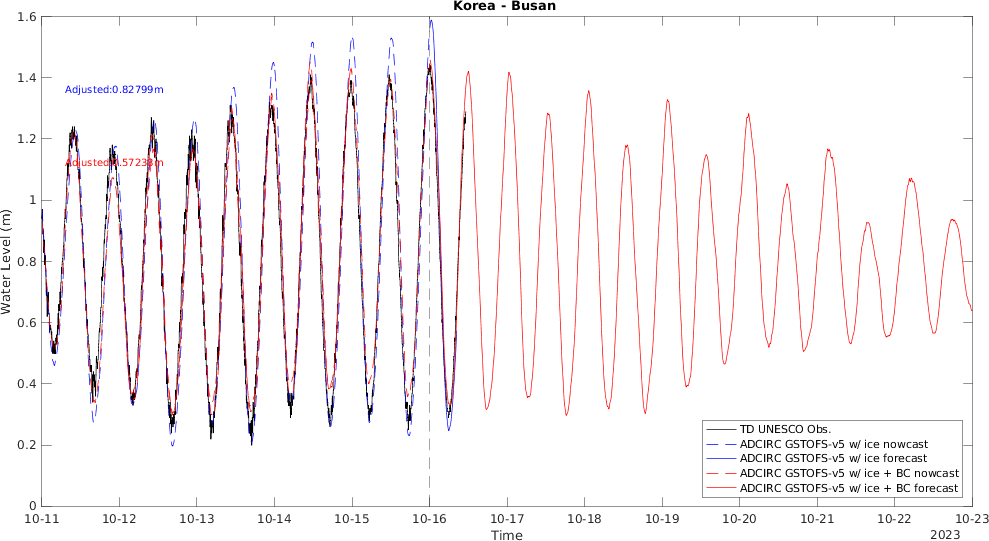 Korea - Busan
Water Level (m)
1.6
1.4
1.2
1
0.8
0.6
0.4
0.2
0
Adjusted:0.82799m
TD UNESCO Obs.
ADCIRC GSTOFS-v5 w/ ice nowcast
ADCIRC GSTOFS-v5 w/ ice forecast
ADCIRC GSTOFS-v5 w/ ice + BC nowcast
ADCIRC GSTOFS-v5 w/ ice + BC forecast
10-11 10-12 10-13 10-14 10-15 10-16 10-17 10-18 10-19 10-20 10-21 10-22 10-23
Time
2023